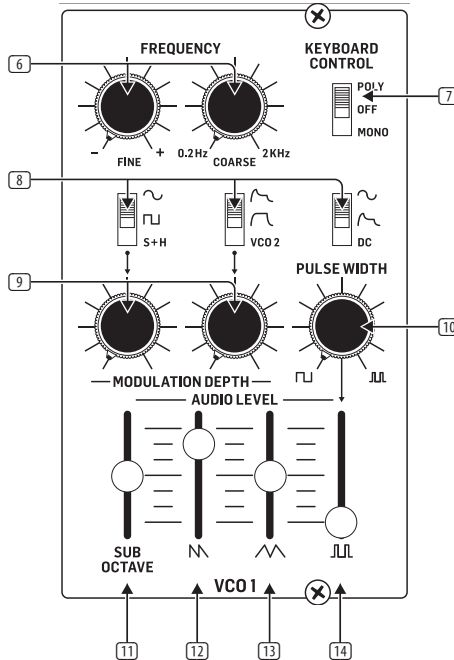 FREQUENCY
KEYBOARD
CONTROL
6
POLY
7
OFF
MONO
- FINE +
0.2Hz COARSE 2KHz
8
S+H
VCO 2
DC
9
PULSE WIDTH
10
MODULATION DEPTH
AUDIO LEVEL
SUB
OCTAVE
VCO 1
11
12
13
14